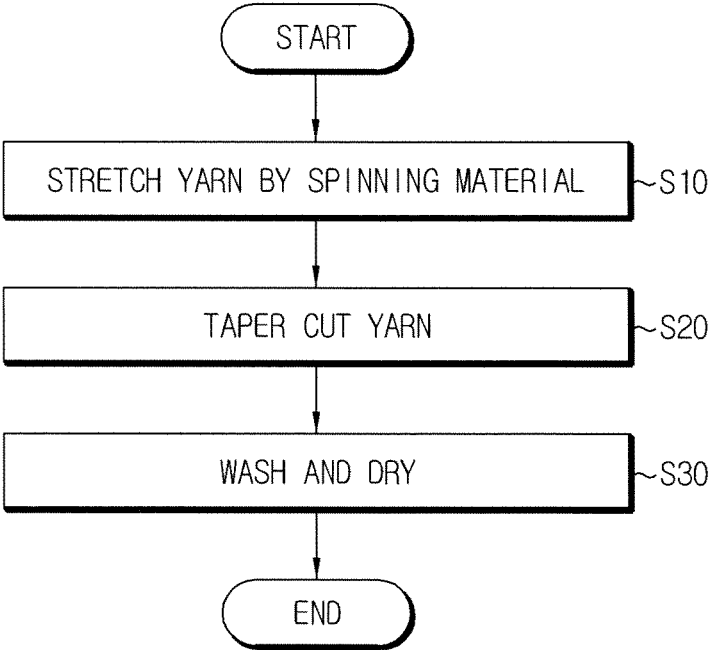 START
STRETCH YARN BY SPINNING MATERIAL
S10
TAPER CUT YARN
S20
WASH AND DRY
S30
END